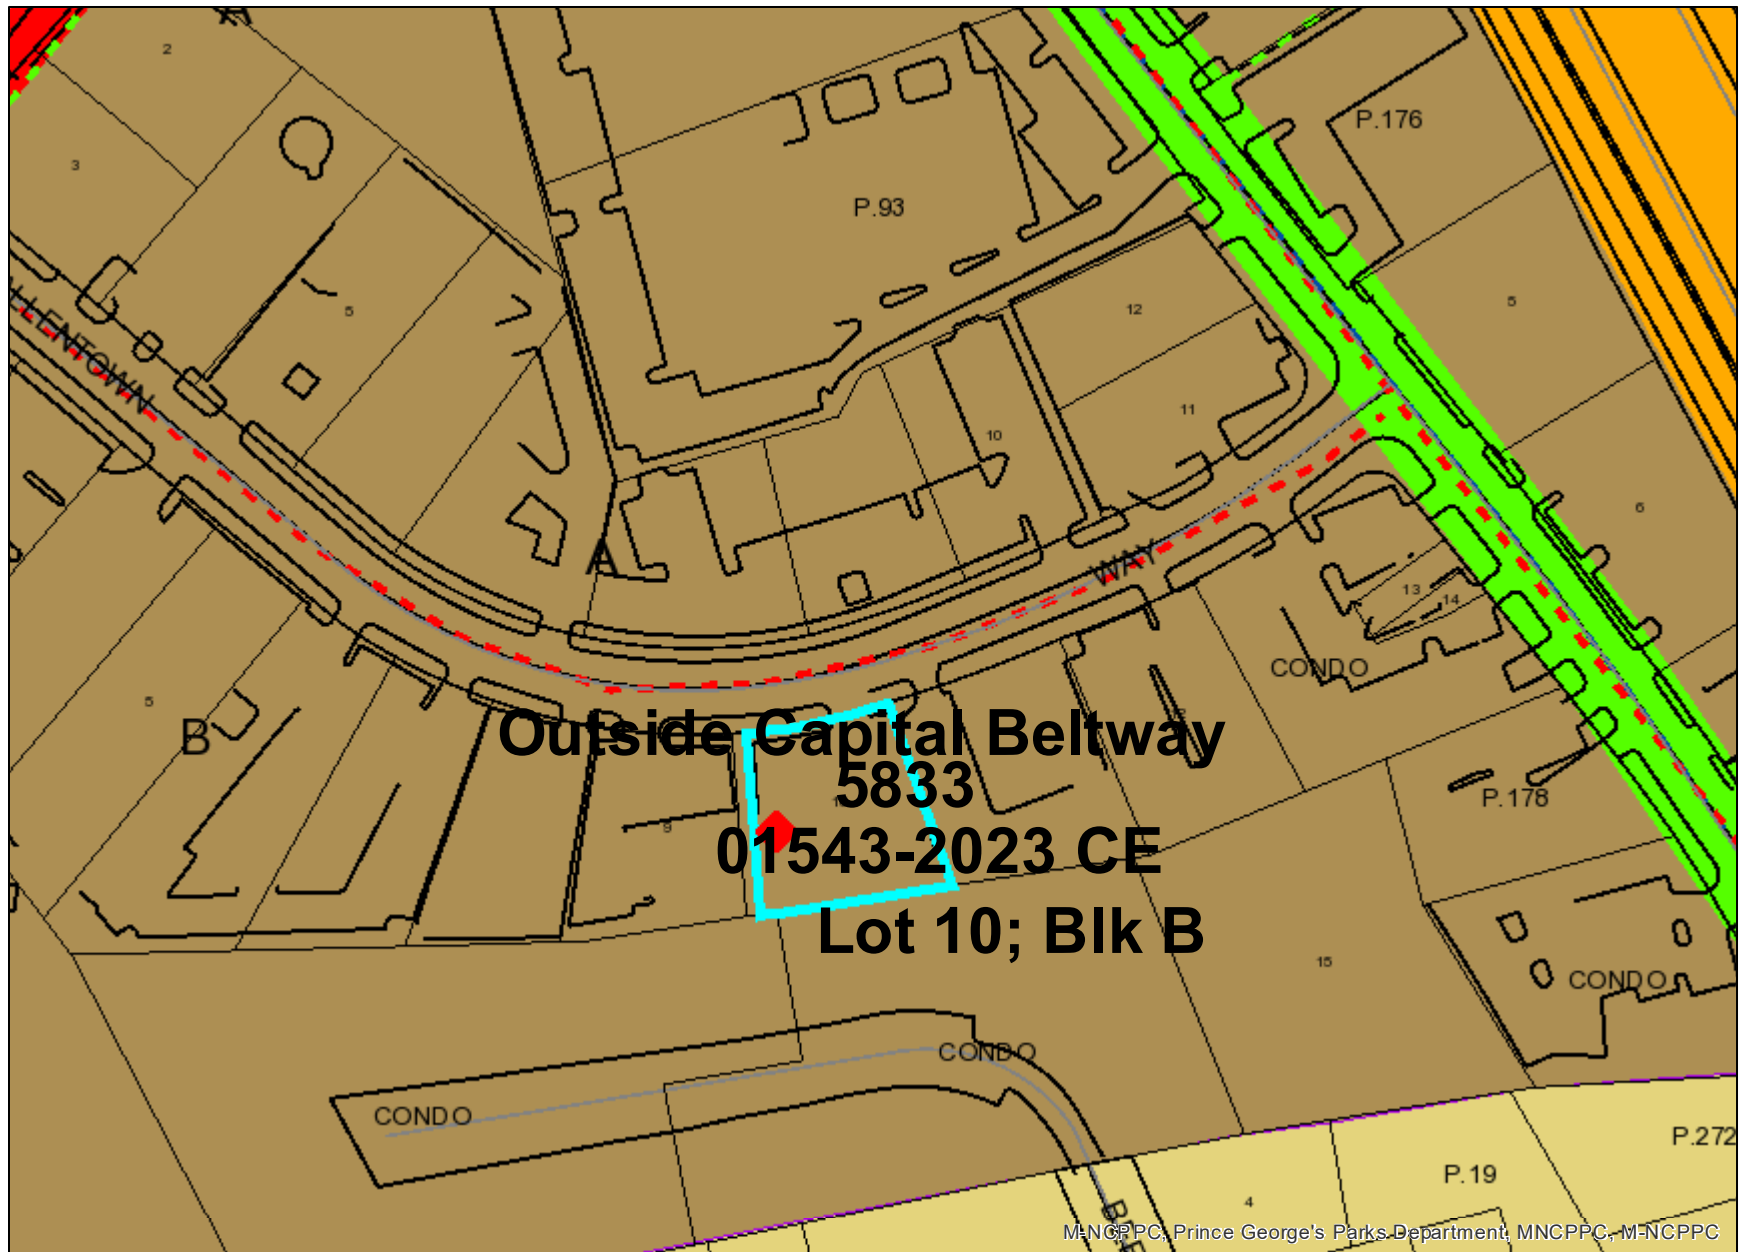 2
P.176
3
P.93
5
5
12
LLENTOWN
11
10
6
A
WAY
13
14
CONDO
5
B
Outside Capital Beltway
5833
P.178
9
01543-2023 CE
Lot 10; Blk B
15
CONDO
CONDO
CONDO
P.272
P.19
4
M-NCPPC, Prince George's Parks Department, MNCPPC, M-NCPPC